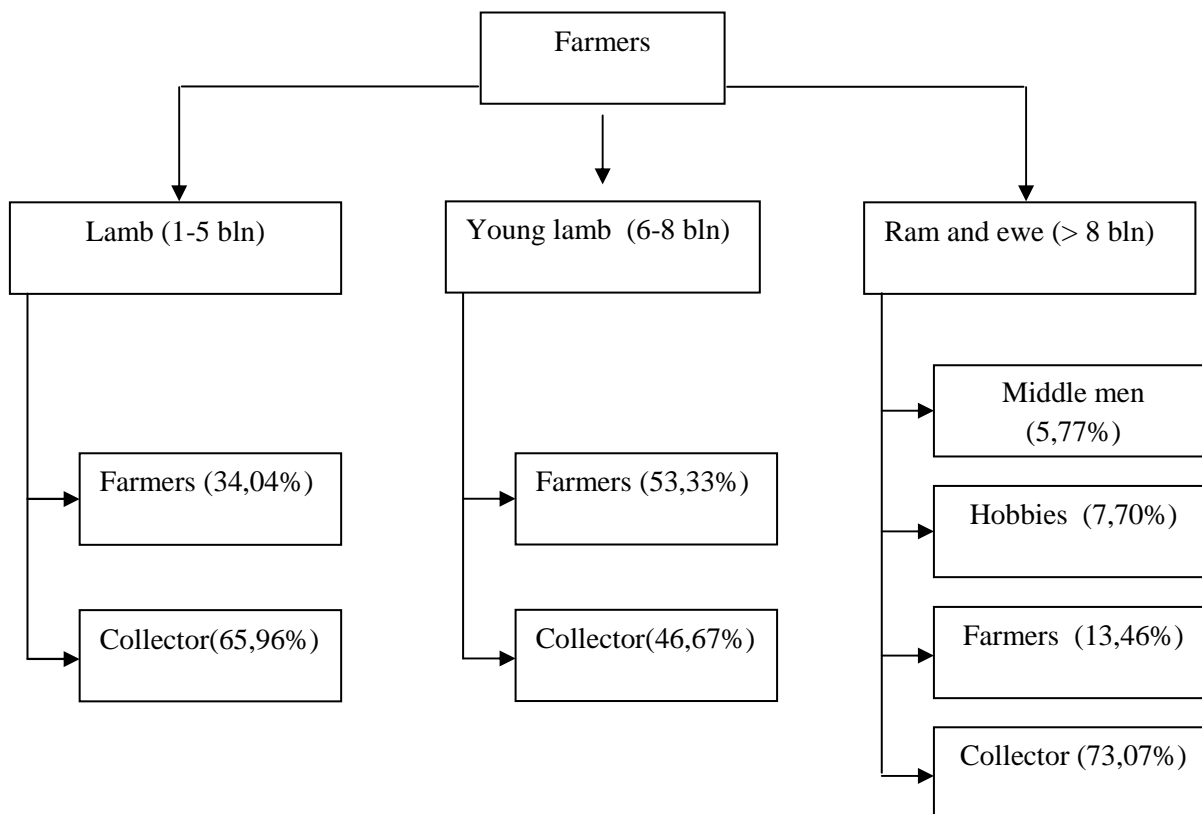 Farmers
Lamb (1-5 bln)
Young lamb  (6-8 bln)
Ram and ewe (> 8 bln)
Middle men
(5,77%)
Farmers (34,04%)
Farmers (53,33%)
Hobbies  (7,70%)
Collector(65,96%)
Collector(46,67%)
Farmers  (13,46%)
Collector (73,07%)